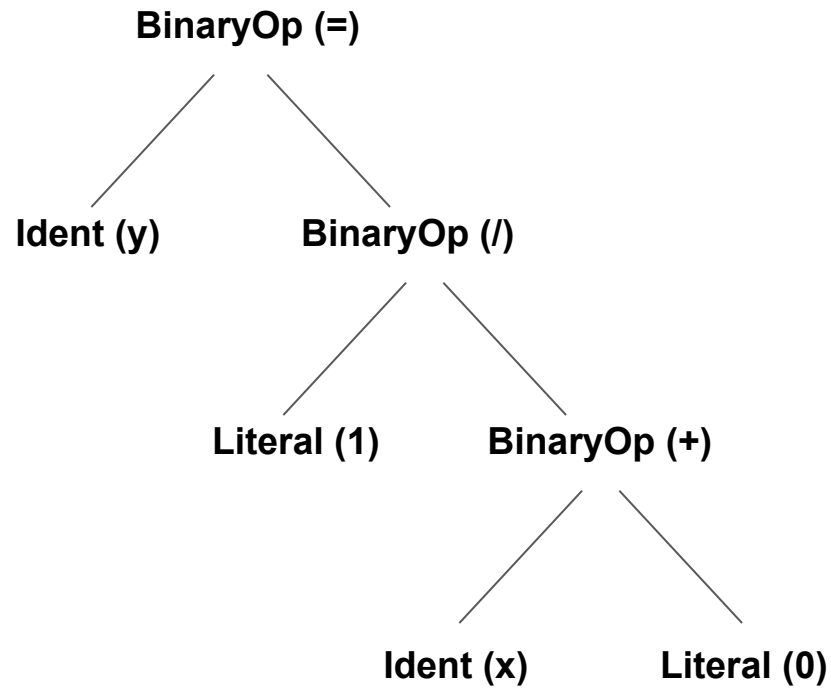 BinaryOp (=)
Ident (y)
BinaryOp (/)
Literal (1)
BinaryOp (+)
Ident (x)
Literal (0)